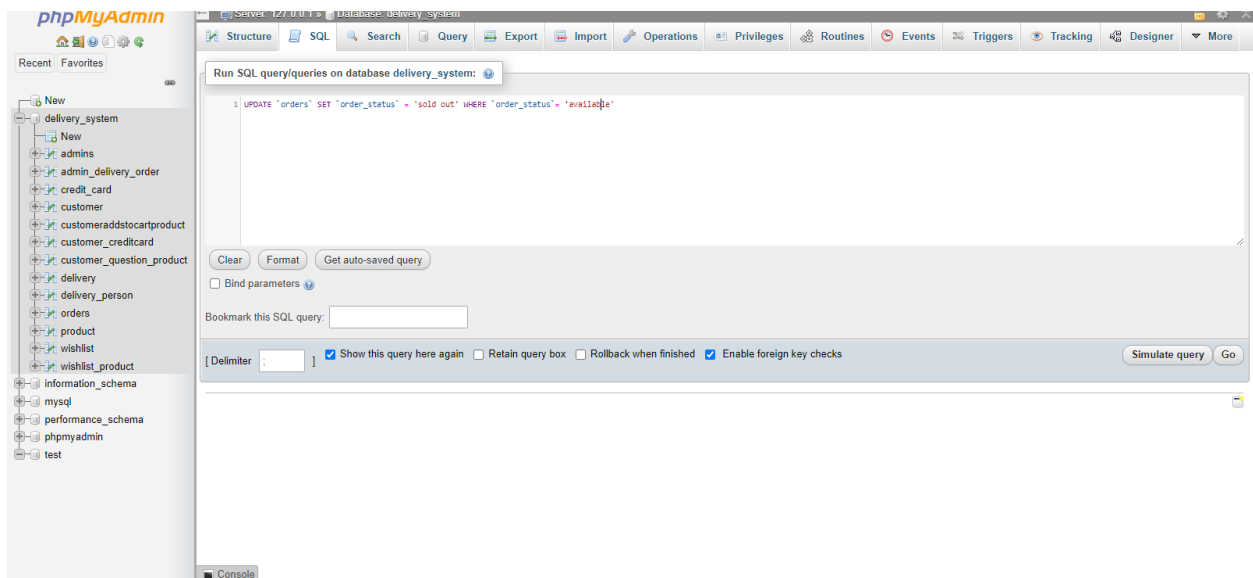 phpMyAdmin
Server: 127.0.0.1 » Database: delivery_system
Structure SQL Search Query Export Import Operations Privileges Routines Events Triggers Tracking Designer More
Recent Favorites
Run SQL query/queries on database delivery_system:
New
delivery_system
New
admins
admin_delivery_order
credit_card
customer
customeraddstocartproduct
customer_creditcard
customer_question_product
delivery
delivery_person
orders
product
wishlist
wishlist_product
information_schema
mysql
performance_schema
phpmyadmin
test
1 UPDATE `orders` SET `order_status` = 'sold out' WHERE `order_status`= 'available'
Clear Format Get auto-saved query
Bind parameters
Bookmark this SQL query:
[ Delimiter ; ] Show this query here again Retain query box Rollback when finished Enable foreign key checks Simulate query Go
Console